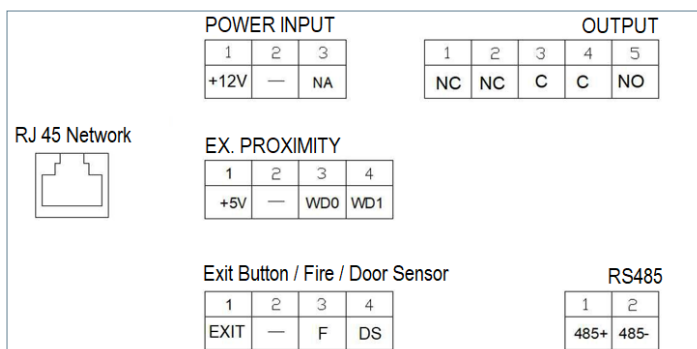 POWER INPUT
1 2 3
+12V — NA
OUTPUT
1 2 3 4 5
NC NC C C NO
RJ 45 Network
EX. PROXIMITY
1 2 3 4
+5V — WD0 WD1
Exit Button / Fire / Door Sensor
1 2 3 4
EXIT — F DS
RS485
1 2
485+ 485-